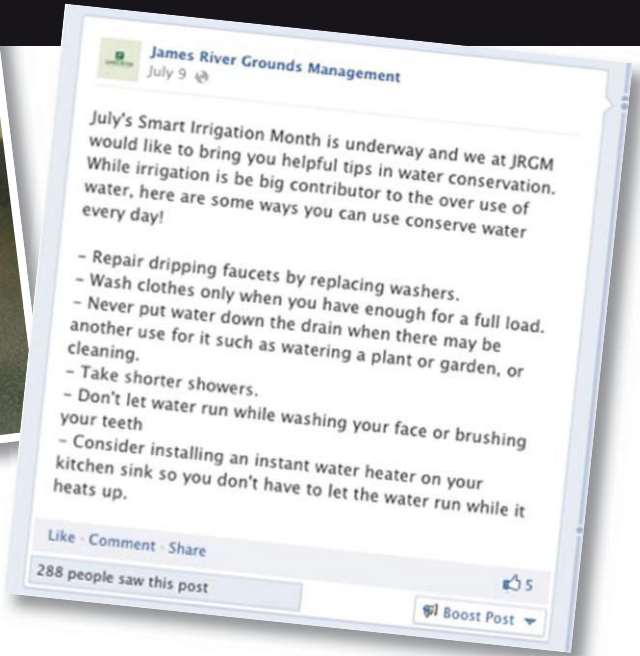 James River Grounds Management
July 9
July's Smart Irrigation Month is underway and we at JRGM
would like to bring you helpful tips in water conservation.
While irrigation is be big contributor to the over use of
water, here are some ways you can use conserve water
every day!
– Repair dripping faucets by replacing washers.
– Wash clothes only when you have enough for a full load.
– Never put water down the drain when there may be
another use for it such as watering a plant or garden, or
cleaning.
– Take shorter showers.
– Don't let water run while washing your face or brushing
your teeth
– Consider installing an instant water heater on your
kitchen sink so you don't have to let the water run while it
heats up.
Like · Comment · Share
5
288 people saw this post
Boost Post